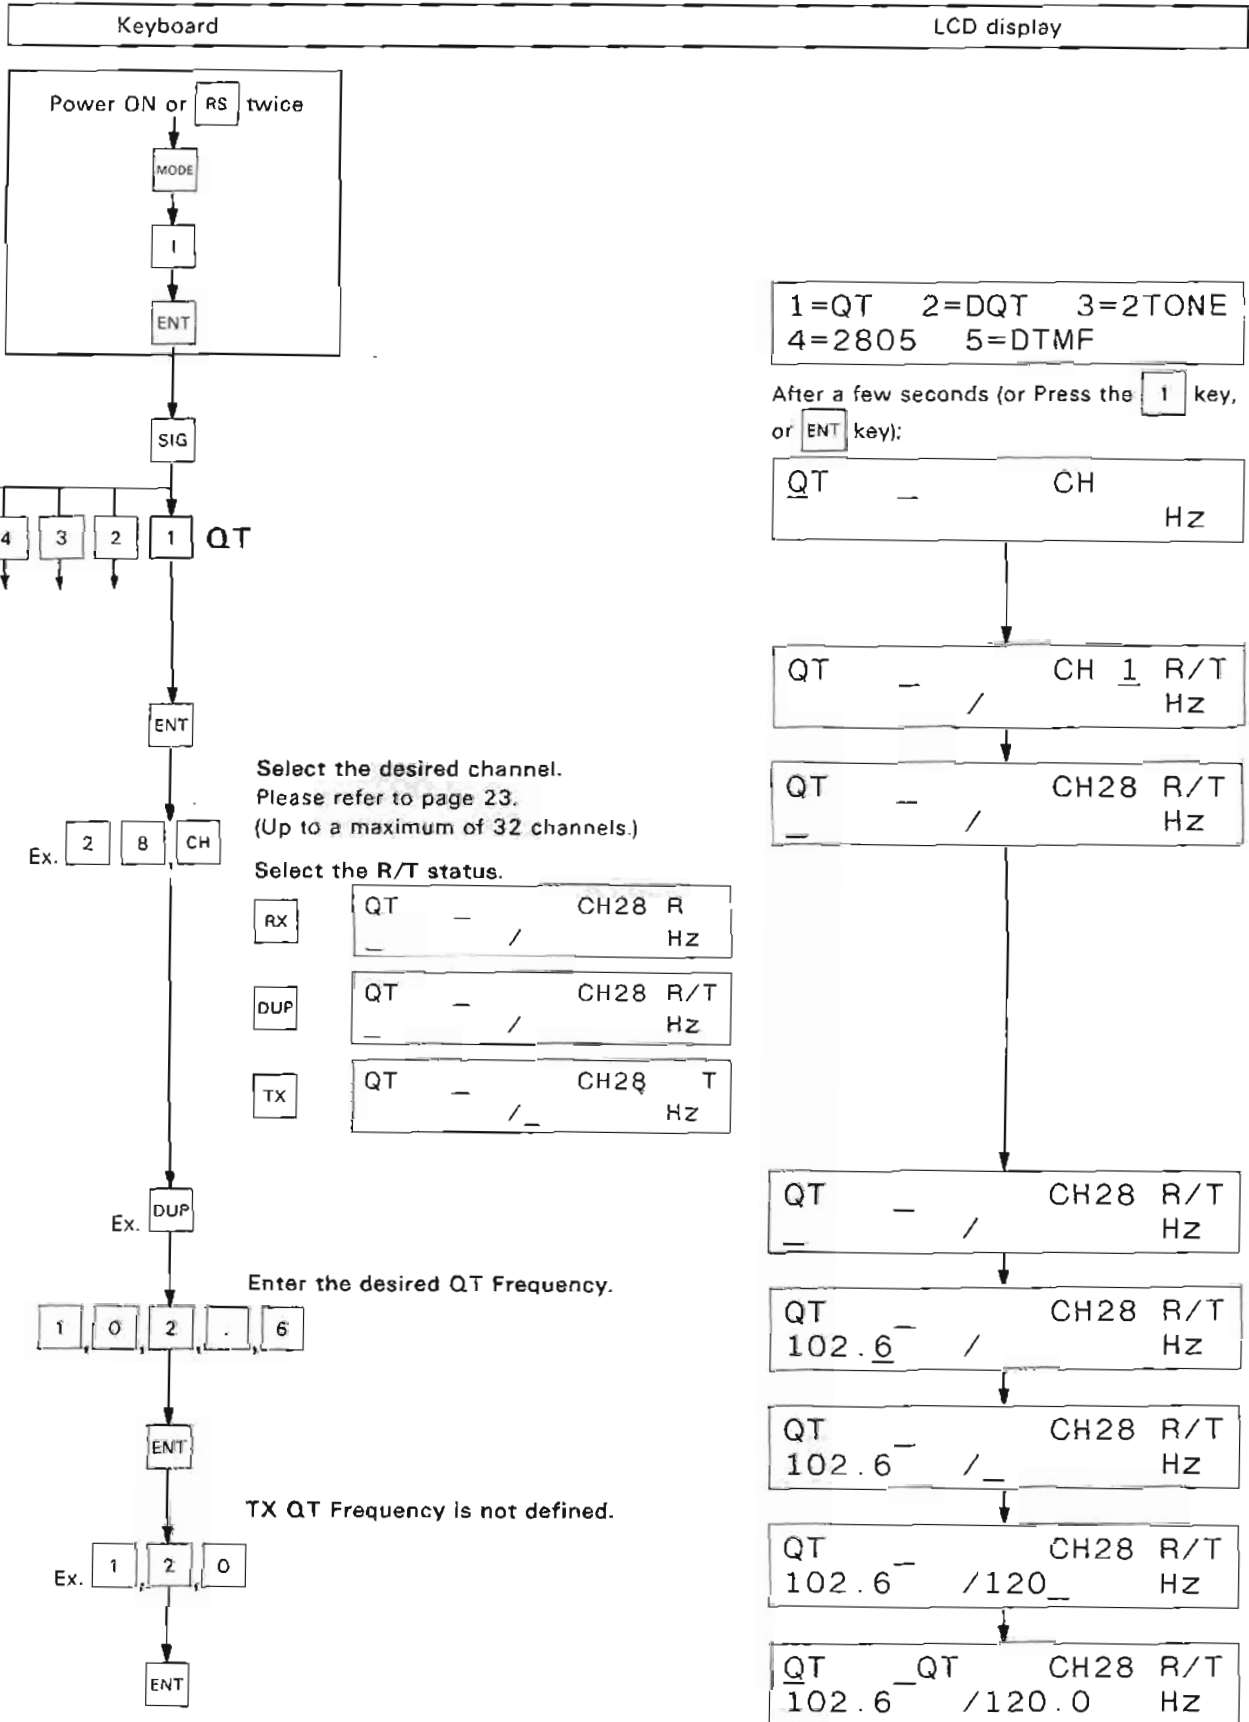 Keyboard LCD display
Power ON or RS twice
MODE
1
ENT
1=QT 2=DQT 3=2TONE
4=2805 5=DTMF
After a few seconds (or Press the 1 key,
or ENT key):
SIG
QT _ CH
Hz
4 3 2 1 QT
QT _ CH 1 R/T
/ Hz
ENT
Select the desired channel.
Please refer to page 23.
(Up to a maximum of 32 channels.)
QT _ CH28 R/T
_ / Hz
Ex. 2 8, CH
Select the R/T status.
RX
QT _ CH28 R
_ / Hz
DUP
QT _ CH28 R/T
_ / Hz
TX
QT _ CH28 T
/_ Hz
Ex. DUP
QT _ CH28 R/T
_ / Hz
Enter the desired QT Frequency.
1,0,2,.,6
QT _ CH28 R/T
102.6 / Hz
ENT
QT _ CH28 R/T
102.6 /_ Hz
TX QT Frequency is not defined.
Ex. 1,2,0
QT _ CH28 R/T
102.6 /120_ Hz
ENT
QT _QT CH28 R/T
102.6 /120.0 Hz